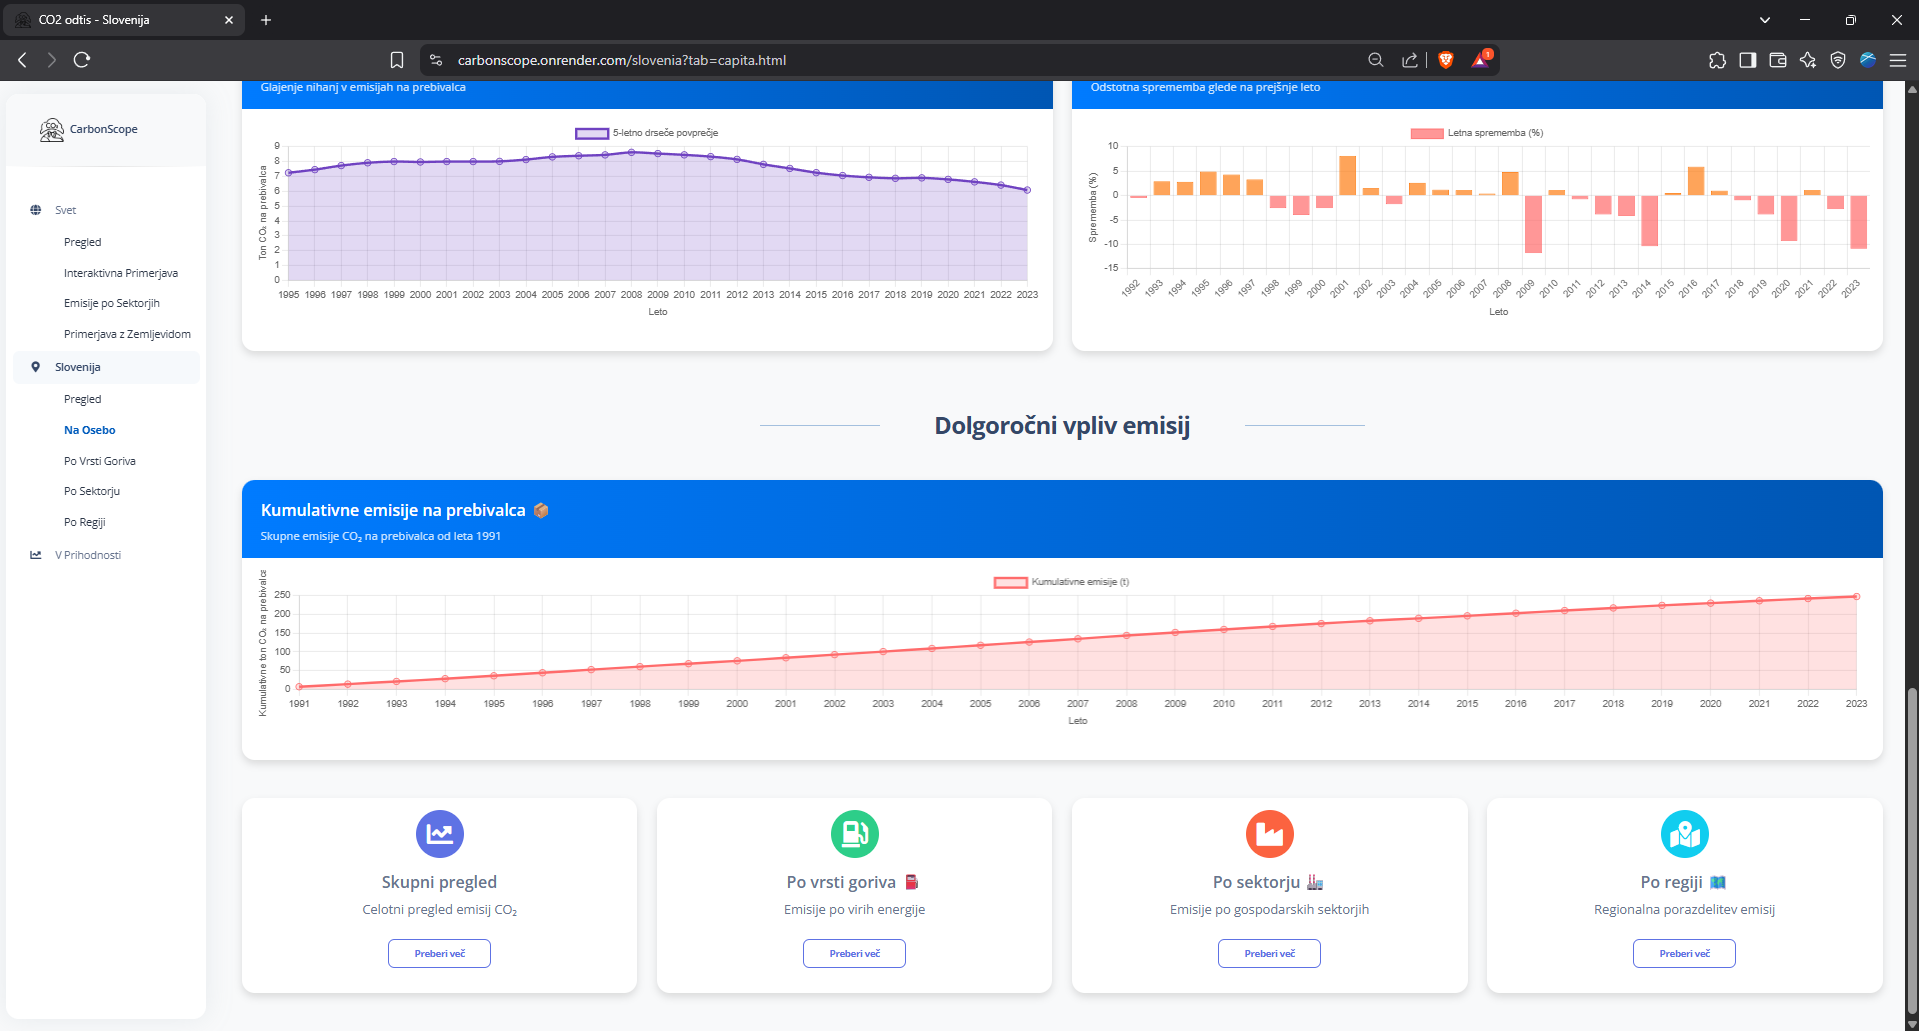 CO2 odtis - Slovenija
carbonscope.onrender.com/slovenia?tab=capita.html
1
CarbonScope
Svet
Pregled
Interaktivna Primerjava
Emisije po Sektorjih
Primerjava z Zemljevidom
Slovenija
Pregled
Na Osebo
Po Vrsti Goriva
Po Sektorju
Po Regiji
V Prihodnosti
Glajenje nihanj v emisijah na prebivalca
5-letno drseče povprečje
Ton CO₂ na prebivalca
9
8
7
6
5
4
3
2
1
0
1995 1996 1997 1998 1999 2000 2001 2002 2003 2004 2005 2006 2007 2008 2009 2010 2011 2012 2013 2014 2015 2016 2017 2018 2019 2020 2021 2022 2023
Leto
Odstotna sprememba glede na prejšnje leto
Letna sprememba (%)
Sprememba (%)
10
5
0
-5
-10
-15
1992 1993 1994 1995 1996 1997 1998 1999 2000 2001 2002 2003 2004 2005 2006 2007 2008 2009 2010 2011 2012 2013 2014 2015 2016 2017 2018 2019 2020 2021 2022 2023
Leto
Dolgoročni vpliv emisij
Kumulativne emisije na prebivalca
Skupne emisije CO₂ na prebivalca od leta 1991
Kumulativne emisije (t)
Kumulativne ton CO₂ na prebivalca
250
200
150
100
50
0
1991 1992 1993 1994 1995 1996 1997 1998 1999 2000 2001 2002 2003 2004 2005 2006 2007 2008 2009 2010 2011 2012 2013 2014 2015 2016 2017 2018 2019 2020 2021 2022 2023
Leto
Skupni pregled
Celotni pregled emisij CO₂
Preberi več
Po vrsti goriva
Emisije po virih energije
Preberi več
Po sektorju
Emisije po gospodarskih sektorjih
Preberi več
Po regiji
Regionalna porazdelitev emisij
Preberi več